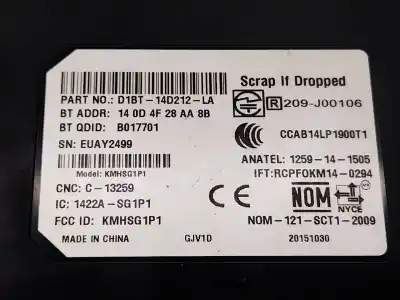 Scrap If Dropped
PART NO.: D1BT-14D212-LA
R 209-J00106
BT ADDR: 14 0D 4F 28 AA 8B
BT QDID: B017701
CCAB14LP1900T1
SN: EUAY2499
ANATEL: 1259-14-1505
IFT:RCPFOKM14-0294
Model: KMHSG1P1
CNC: C-13259
NOM NYCE
IC: 1422A-SG1P1
FCC ID: KMHSG1P1
NOM-121-SCT1-2009
MADE IN CHINA GJV1D 20151030